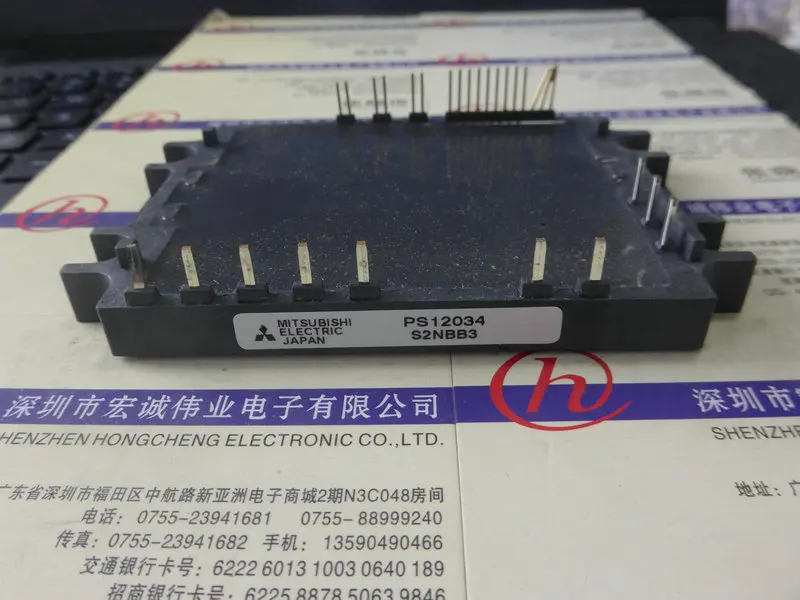 MITSUBISHI
ELECTRIC
JAPAN
PS12034
S2NBB3
深圳市宏诚伟业电子有限公司
SHENZHEN HONGCHENG ELECTRONIC CO.,LTD.
广东省深圳市福田区中航路新亚洲电子商城2期N3C048房间
电话: 0755-23941681 0755-88999240
传真: 0755-23941682 手机: 13590490466
交通银行卡号: 6222 6013 1003 0640 189
招商银行卡号: 6225 8878 5063 9846
深圳市
SHENZHE
地址: 广